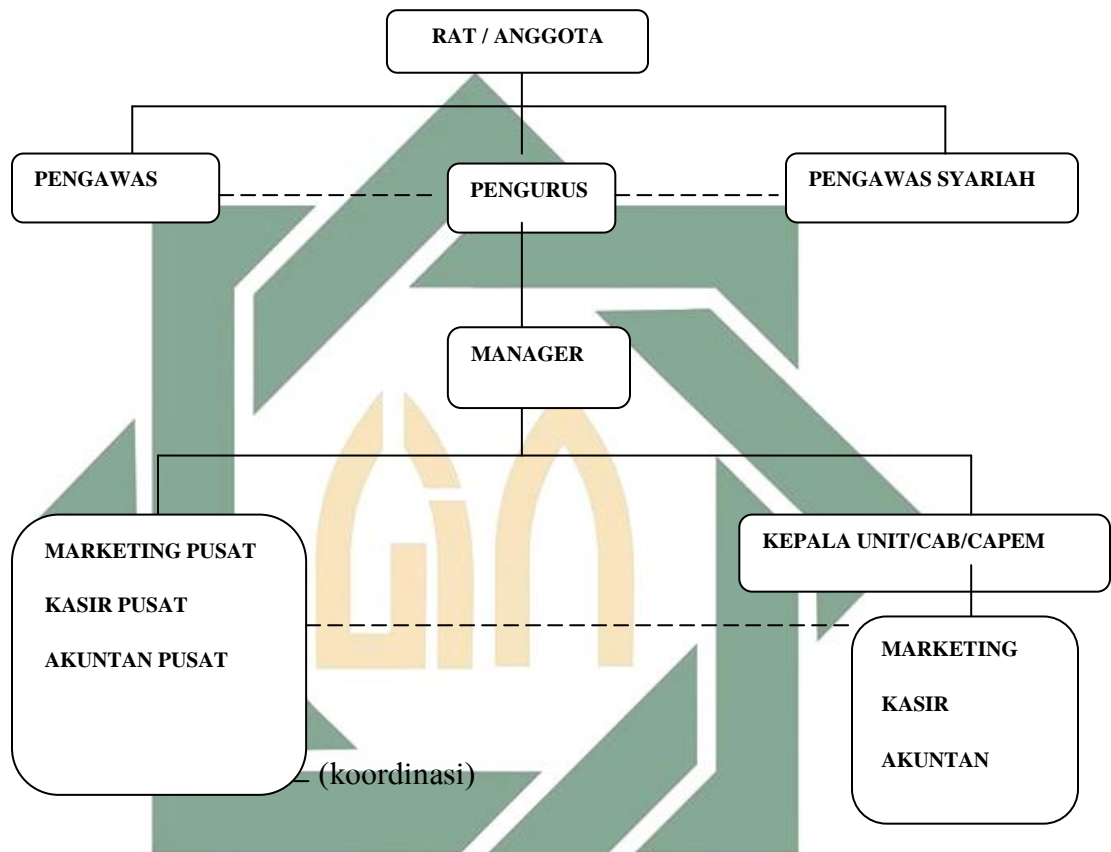 RAT / ANGGOTA
PENGAWAS
PENGURUS
PENGAWAS SYARIAH
MANAGER
MARKETING PUSAT
KASIR PUSAT
AKUNTAN PUSAT
KEPALA UNIT/CAB/CAPEM
MARKETING
KASIR
AKUNTAN
(koordinasi)